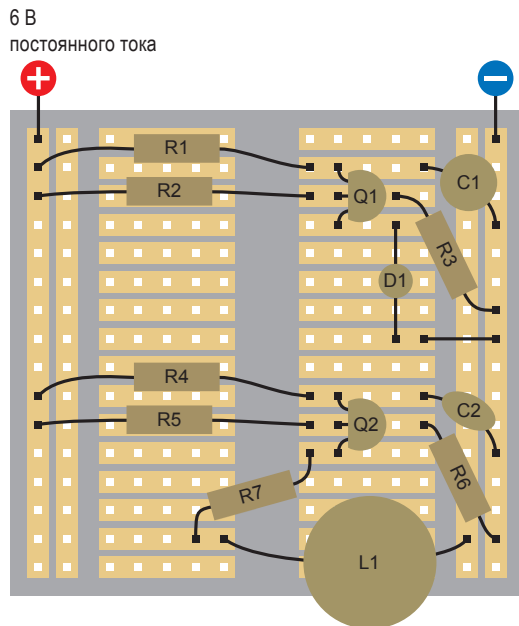 6 В
постоянного тока
R1
R2
Q1
C1
R3
D1
R4
R5
Q2
C2
R6
R7
L1